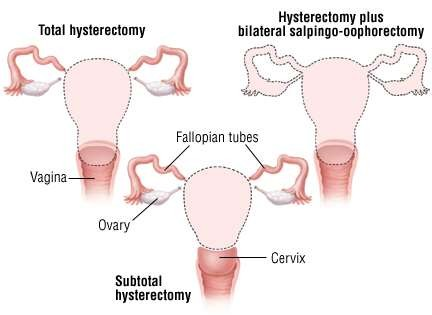 Total hysterectomy
Hysterectomy plus
bilateral salpingo-oophorectomy
Fallopian tubes
Vagina
Ovary
Cervix
Subtotal
hysterectomy